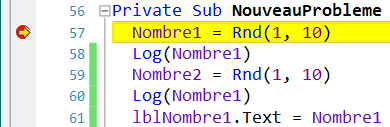 56 Private Sub NouveauProbleme
57 Nombre1 = Rnd(1, 10)
58 Log(Nombre1)
59 Nombre2 = Rnd(1, 10)
60 Log(Nombre1)
61 lblNombre1.Text = Nombre1